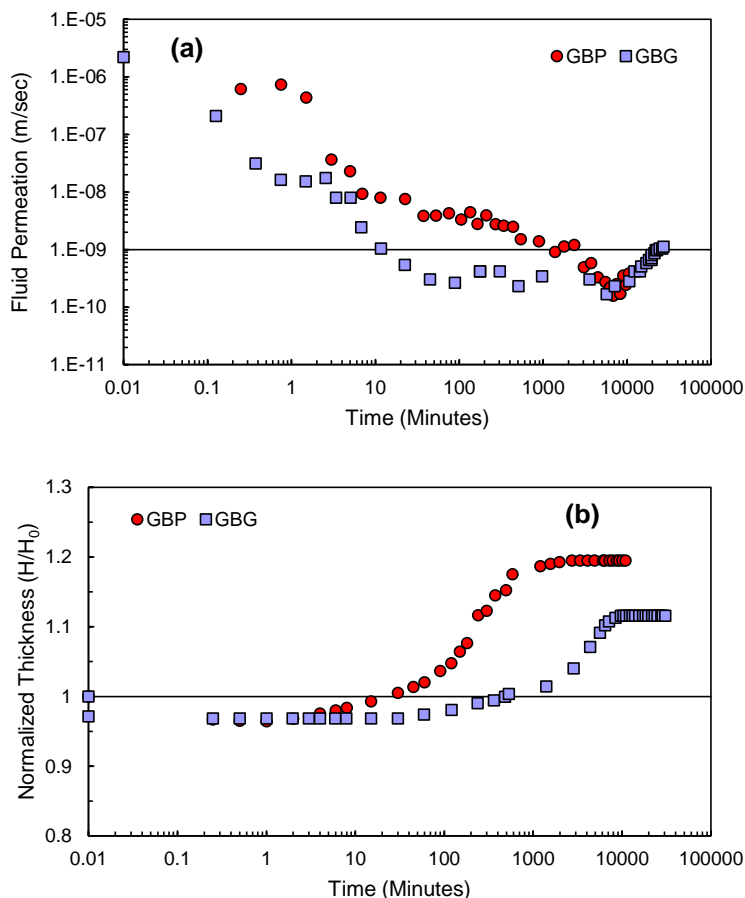 (a)
GBP GBG
Fluid Permeation (m/sec)
1.E-05
1.E-06
1.E-07
1.E-08
1.E-09
1.E-10
1.E-11
0.01 0.1 1 10 100 1000 10000 100000
Time (Minutes)
(b)
GBP GBG
Normalized Thickness (H/H₀)
1.3
1.2
1.1
1
0.9
0.8
0.01 0.1 1 10 100 1000 10000 100000
Time (Minutes)